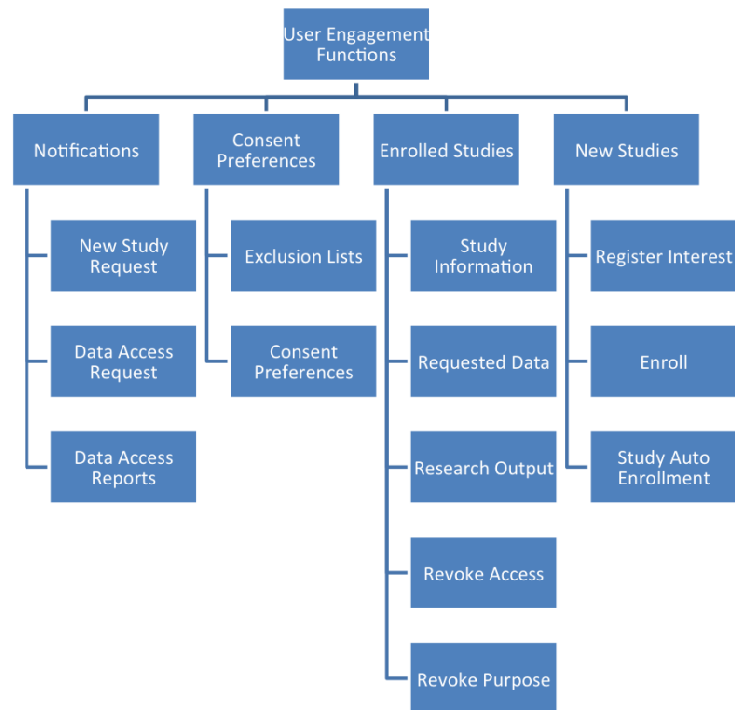 User Engagement
Functions
Notifications
Consent
Preferences
Enrolled Studies
New Studies
New Study
Request
Exclusion Lists
Study
Information
Register Interest
Data Access
Request
Consent
Preferences
Requested Data
Enroll
Data Access
Reports
Research Output
Study Auto
Enrollment
Revoke Access
Revoke Purpose